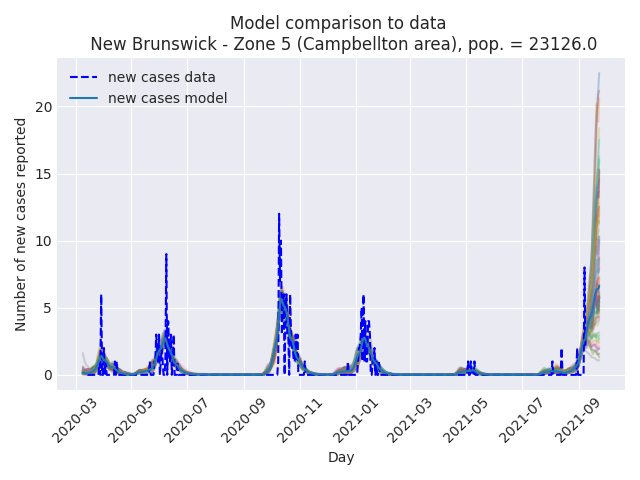 Model comparison to data
New Brunswick - Zone 5 (Campbellton area), pop. = 23126.0
new cases data
new cases model
Number of new cases reported
20
15
10
5
0
2020-03
2020-05
2020-07
2020-09
2020-11
2021-01
2021-03
2021-05
2021-07
2021-09
Day